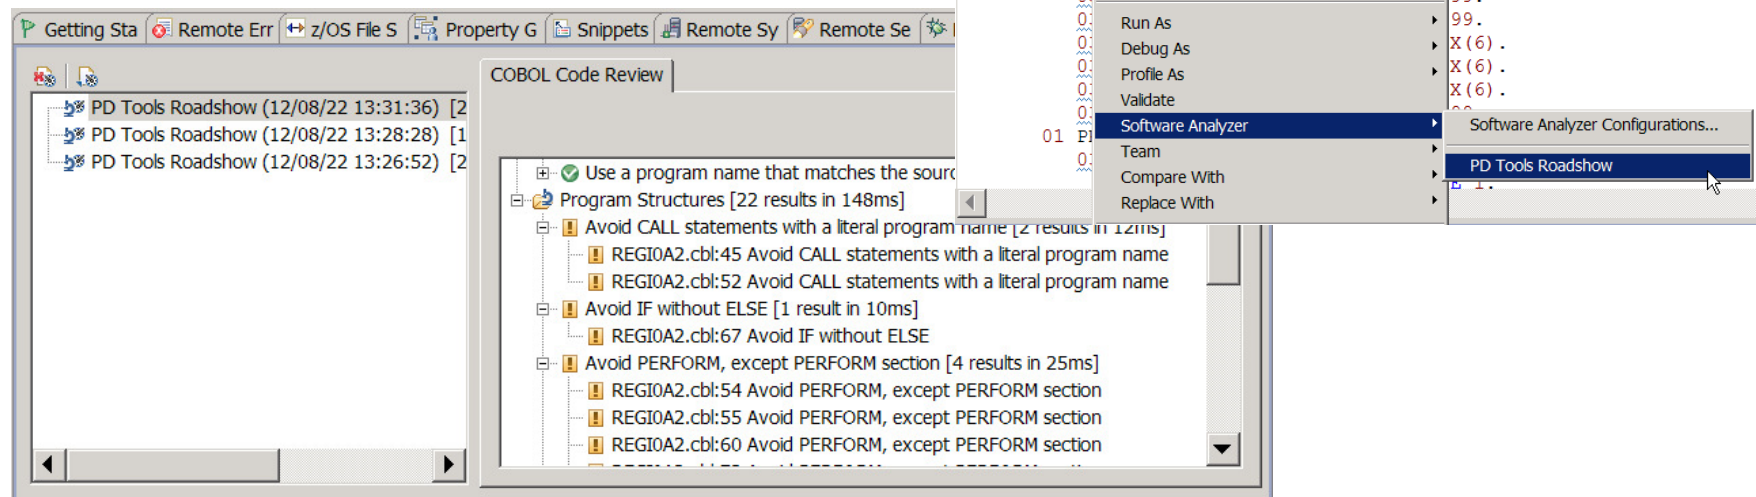 Getting Sta Remote Err z/OS File S Property G Snippets Remote Sy Remote Se
COBOL Code Review
PD Tools Roadshow (12/08/22 13:31:36) [2
PD Tools Roadshow (12/08/22 13:28:28) [1
PD Tools Roadshow (12/08/22 13:26:52) [2
Use a program name that matches the sourc
Program Structures [22 results in 148ms]
Avoid CALL statements with a literal program name [2 results in 12ms]
REGI0A2.cbl:45 Avoid CALL statements with a literal program name
REGI0A2.cbl:52 Avoid CALL statements with a literal program name
Avoid IF without ELSE [1 result in 10ms]
REGI0A2.cbl:67 Avoid IF without ELSE
Avoid PERFORM, except PERFORM section [4 results in 25ms]
REGI0A2.cbl:54 Avoid PERFORM, except PERFORM section
REGI0A2.cbl:55 Avoid PERFORM, except PERFORM section
REGI0A2.cbl:60 Avoid PERFORM, except PERFORM section
99.
X(6).
X(6).
X(6).
01
Run As
Debug As
Profile As
Validate
Software Analyzer
Team
Compare With
Replace With
Software Analyzer Configurations...
PD Tools Roadshow